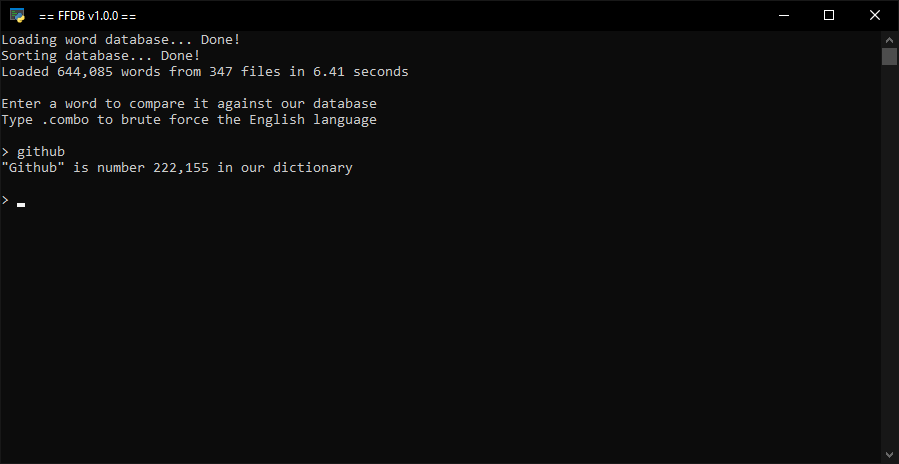 == FFDB v1.0.0 ==
Loading word database... Done!
Sorting database... Done!
Loaded 644,085 words from 347 files in 6.41 seconds
Enter a word to compare it against our database
Type .combo to brute force the English language
> github
"Github" is number 222,155 in our dictionary
>